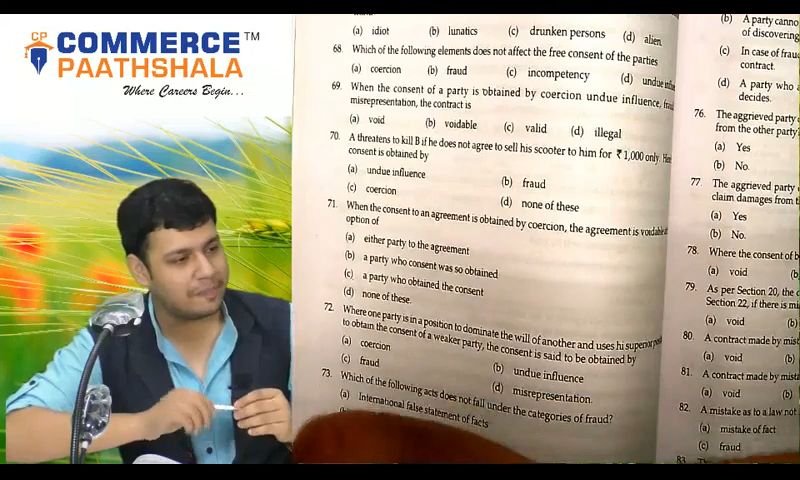 CP
COMMERCE TM
PAATHSHALA
Where Careers Begin...
(a) idiot (b) lunatics (c) drunken persons (d) alien.
68. Which of the following elements does not affect the free consent of the parties
(a) coercion (b) fraud (c) incompetency (d) undue
69. When the consent of a party is obtained by coercion undue influence,
misrepresentation, the contract is
(a) void (b) voidable (c) valid (d) illegal
70. A threatens to kill B if he does not agree to sell his scooter to him for ₹ 1,000 only.
consent is obtained by
(a) undue influence (b) fraud
(c) coercion (d) none of these
71. When the consent to an agreement is obtained by coercion, the agreement is voidable
option of
(a) either party to the agreement
(b) a party who consent was so obtained
(c) a party who obtained the consent
(d) none of these.
72. Where one party is in a position to dominate the will of another and uses his superior
to obtain the consent of a weaker party, the consent is said to be obtained by
(a) coercion (b) undue influence
(c) fraud (d) misrepresentation.
73. Which of the following acts does not fall under the categories of fraud?
(a) International false statement of facts
(b) A party
of discovering
(c) In case of
contract.
(d) A party who
decides.
76. The aggrieved party
from the other party
(a) Yes
(b) No.
77. The aggrieved party
claim damages from
(a) Yes
(b) No.
78. Where the consent of
(a) void
79. As per Section 20, the
Section 22, if there is
(a) void (b)
80. A contract made by
(a) void (b)
81. A contract made by
(a) void (b)
82. A mistake as to a law not
(a) mistake of fact
(c) fraud
83.